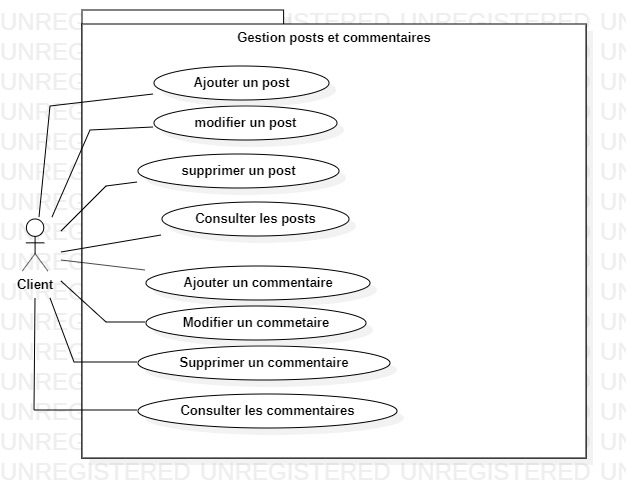 Gestion posts et commentaires
Ajouter un post
modifier un post
supprimer un post
Consulter les posts
Client
Ajouter un commentaire
Modifier un commetaire
Supprimer un commentaire
Consulter les commentaires
UNREGISTERED UNREGISTERED UNREGISTERED UN